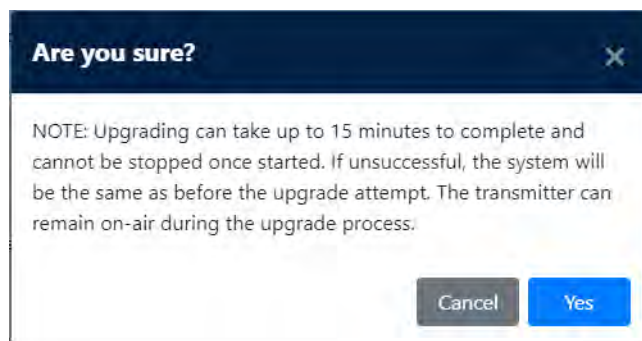 Are you sure? ×
NOTE: Upgrading can take up to 15 minutes to complete and
cannot be stopped once started. If unsuccessful, the system will
be the same as before the upgrade attempt. The transmitter can
remain on-air during the upgrade process.
Cancel Yes